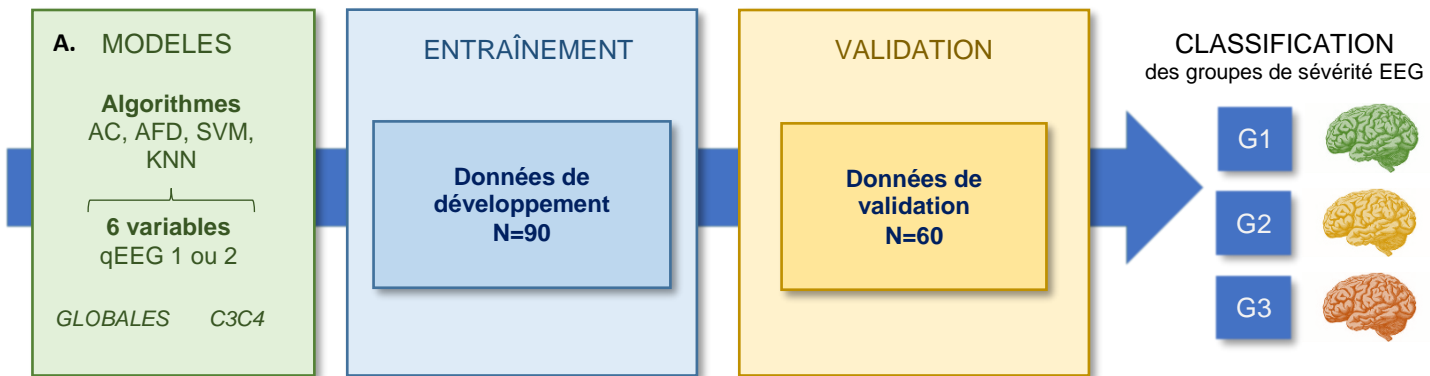 A. MODELES
Algorithmes
AC, AFD, SVM,
KNN
6 variables
qEEG 1 ou 2
GLOBALES C3C4
ENTRAÎNEMENT
Données de
développement
N=90
VALIDATION
Données de
validation
N=60
CLASSIFICATION
des groupes de sévérité EEG
G1
G2
G3